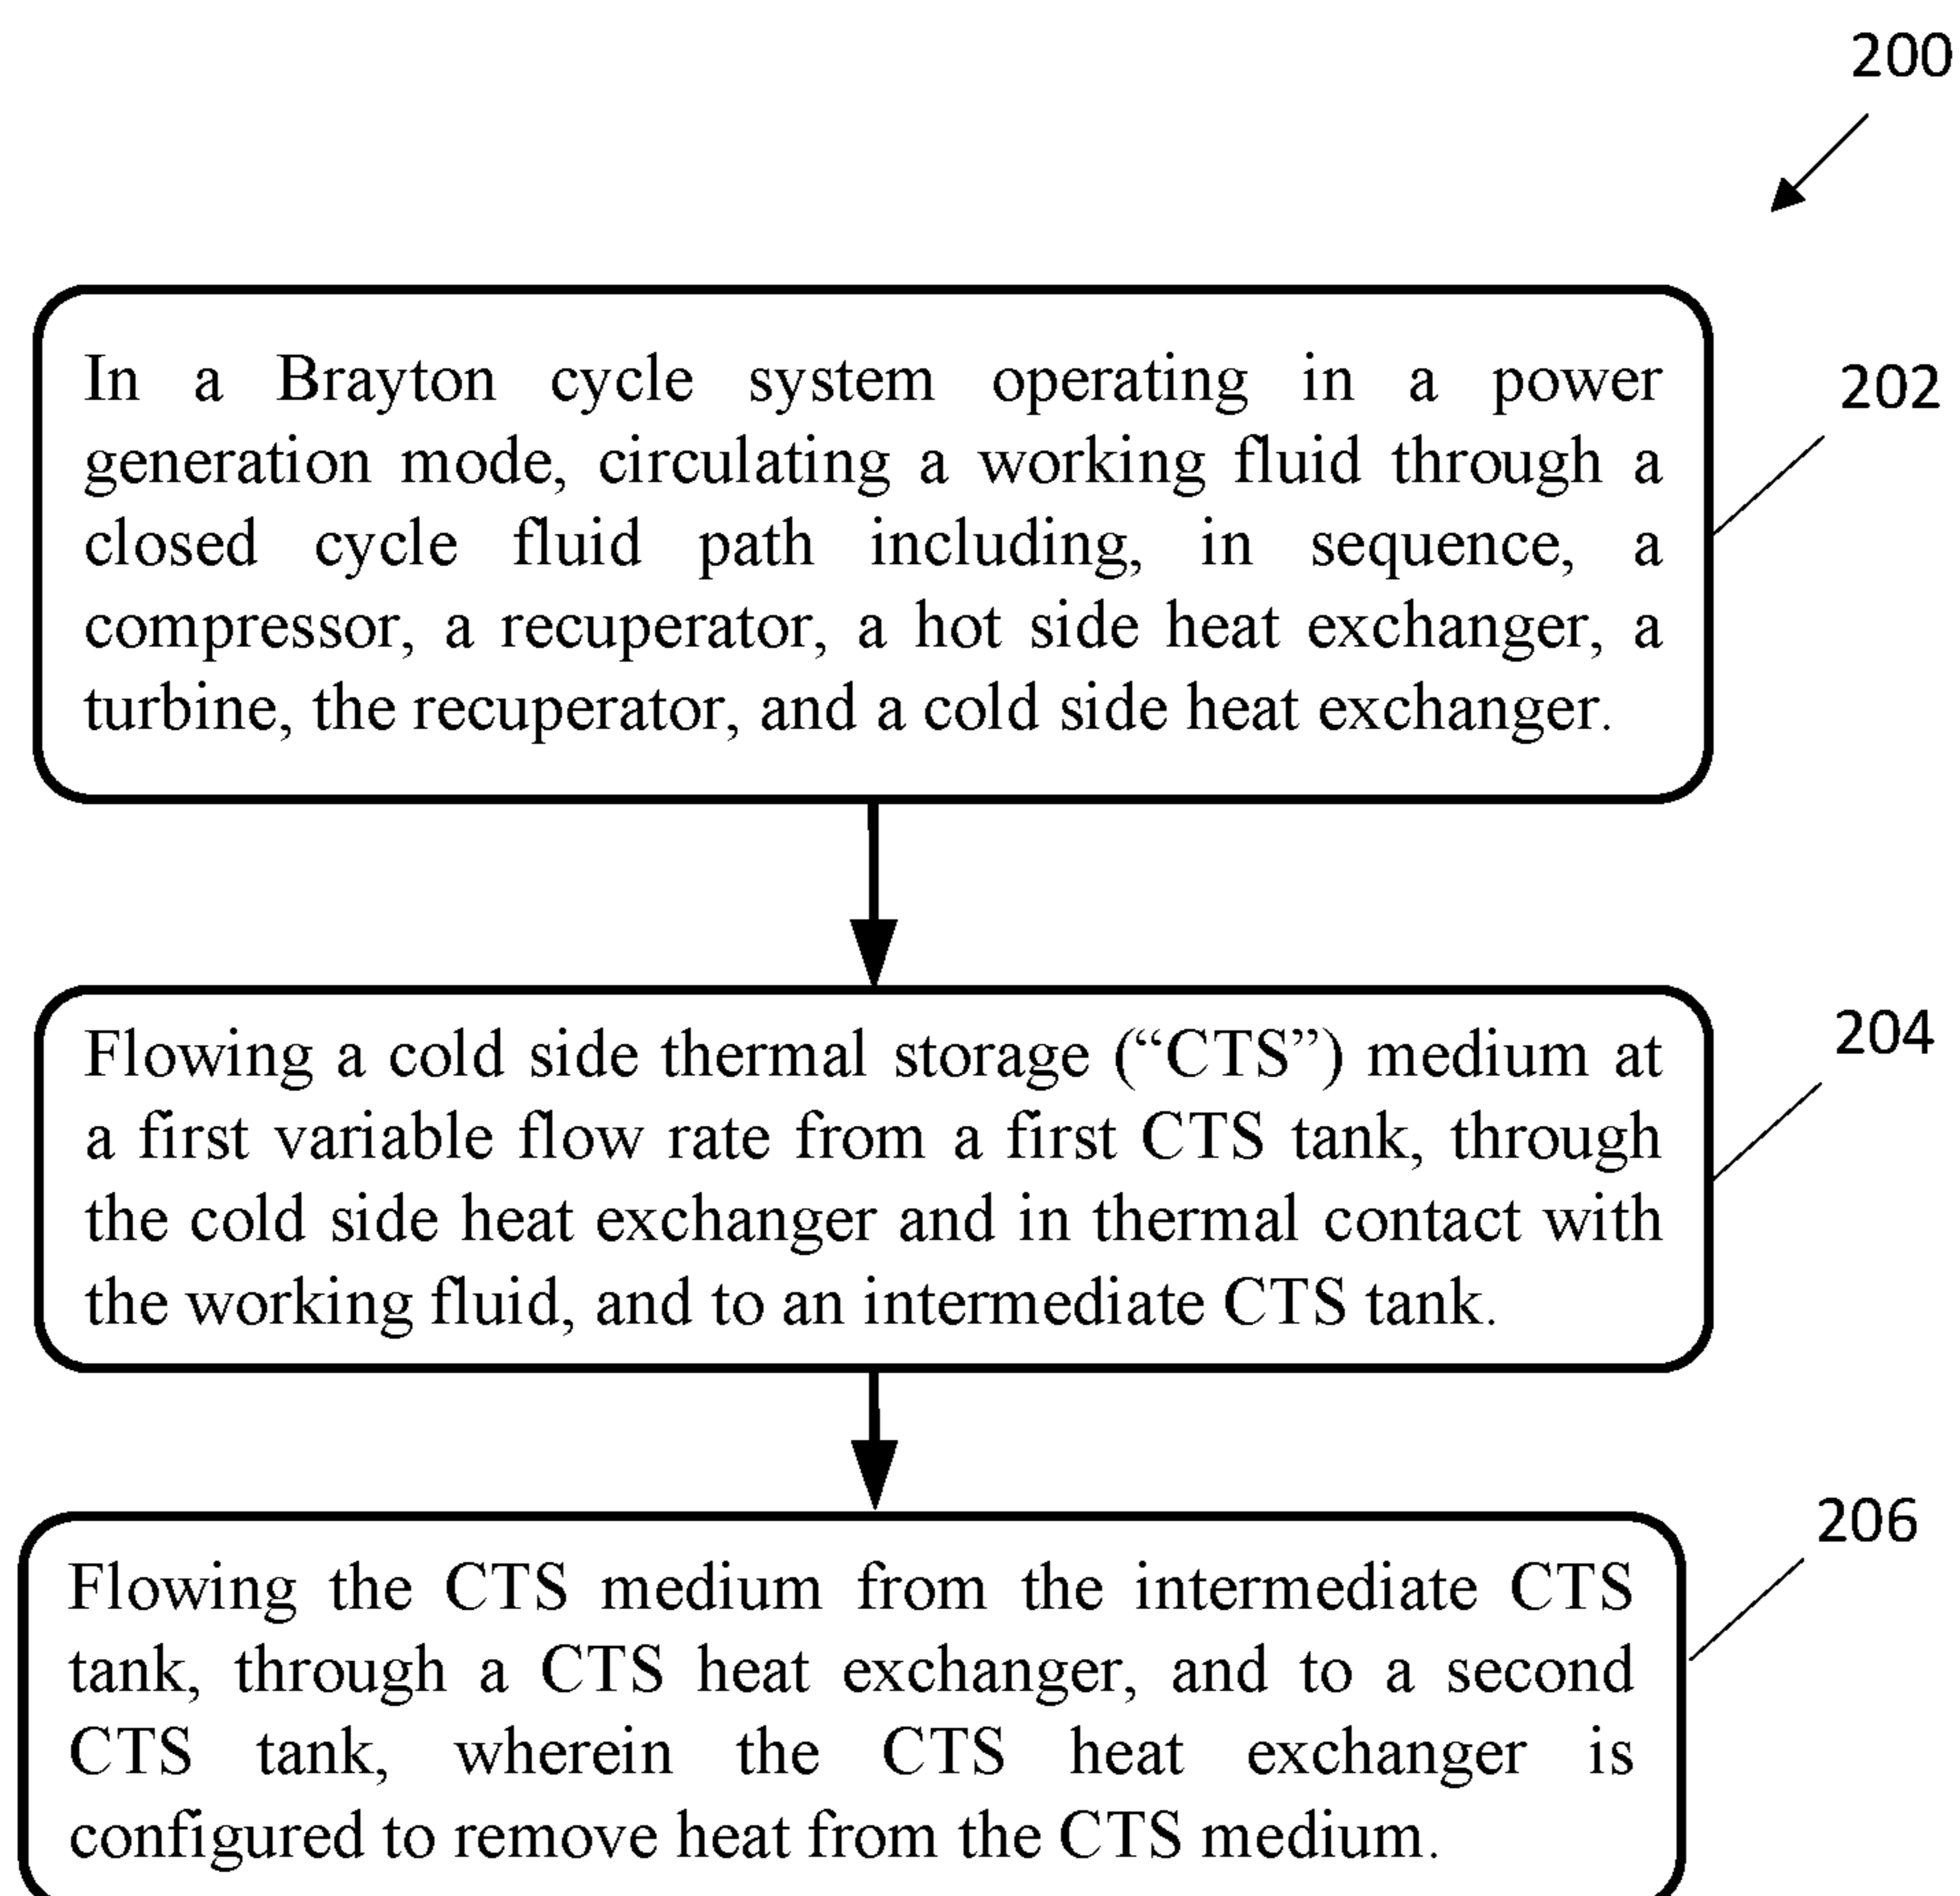 200
In a Brayton cycle system operating in a power
generation mode, circulating a working fluid through a
closed cycle fluid path including, in sequence, a
compressor, a recuperator, a hot side heat exchanger, a
turbine, the recuperator, and a cold side heat exchanger.
202
Flowing a cold side thermal storage (“CTS”) medium at
a first variable flow rate from a first CTS tank, through
the cold side heat exchanger and in thermal contact with
the working fluid, and to an intermediate CTS tank.
204
Flowing the CTS medium from the intermediate CTS
tank, through a CTS heat exchanger, and to a second
CTS tank, wherein the CTS heat exchanger is
configured to remove heat from the CTS medium.
206